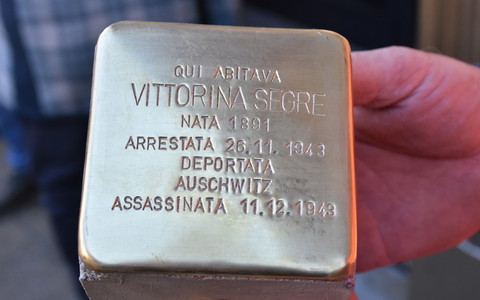 QUI ABITAVA
VITTORINA SEGRE
NATA 1891
ARRESTATA 26.11.1943
DEPORTATA
AUSCHWITZ
ASSASSINATA 11.12.1943